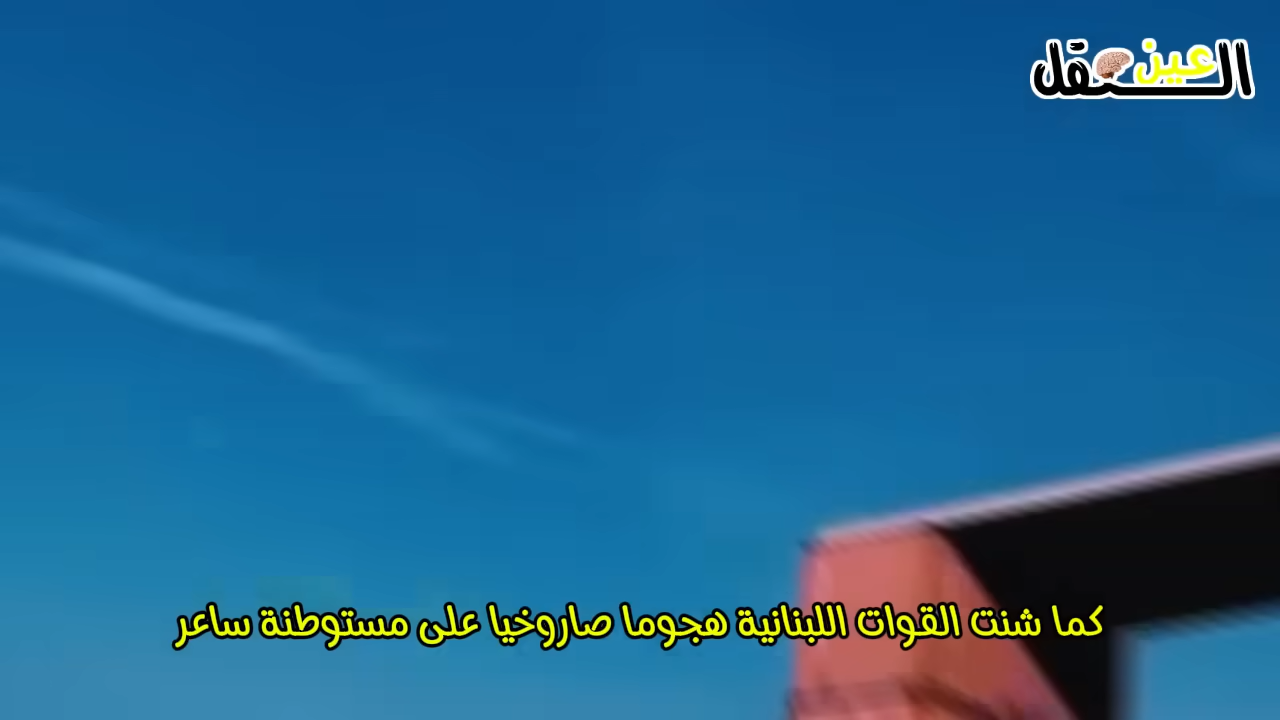 العين العقل
كما شنت القوات اللبنانية هجوما صاروخيا على مستوطنة ساعر